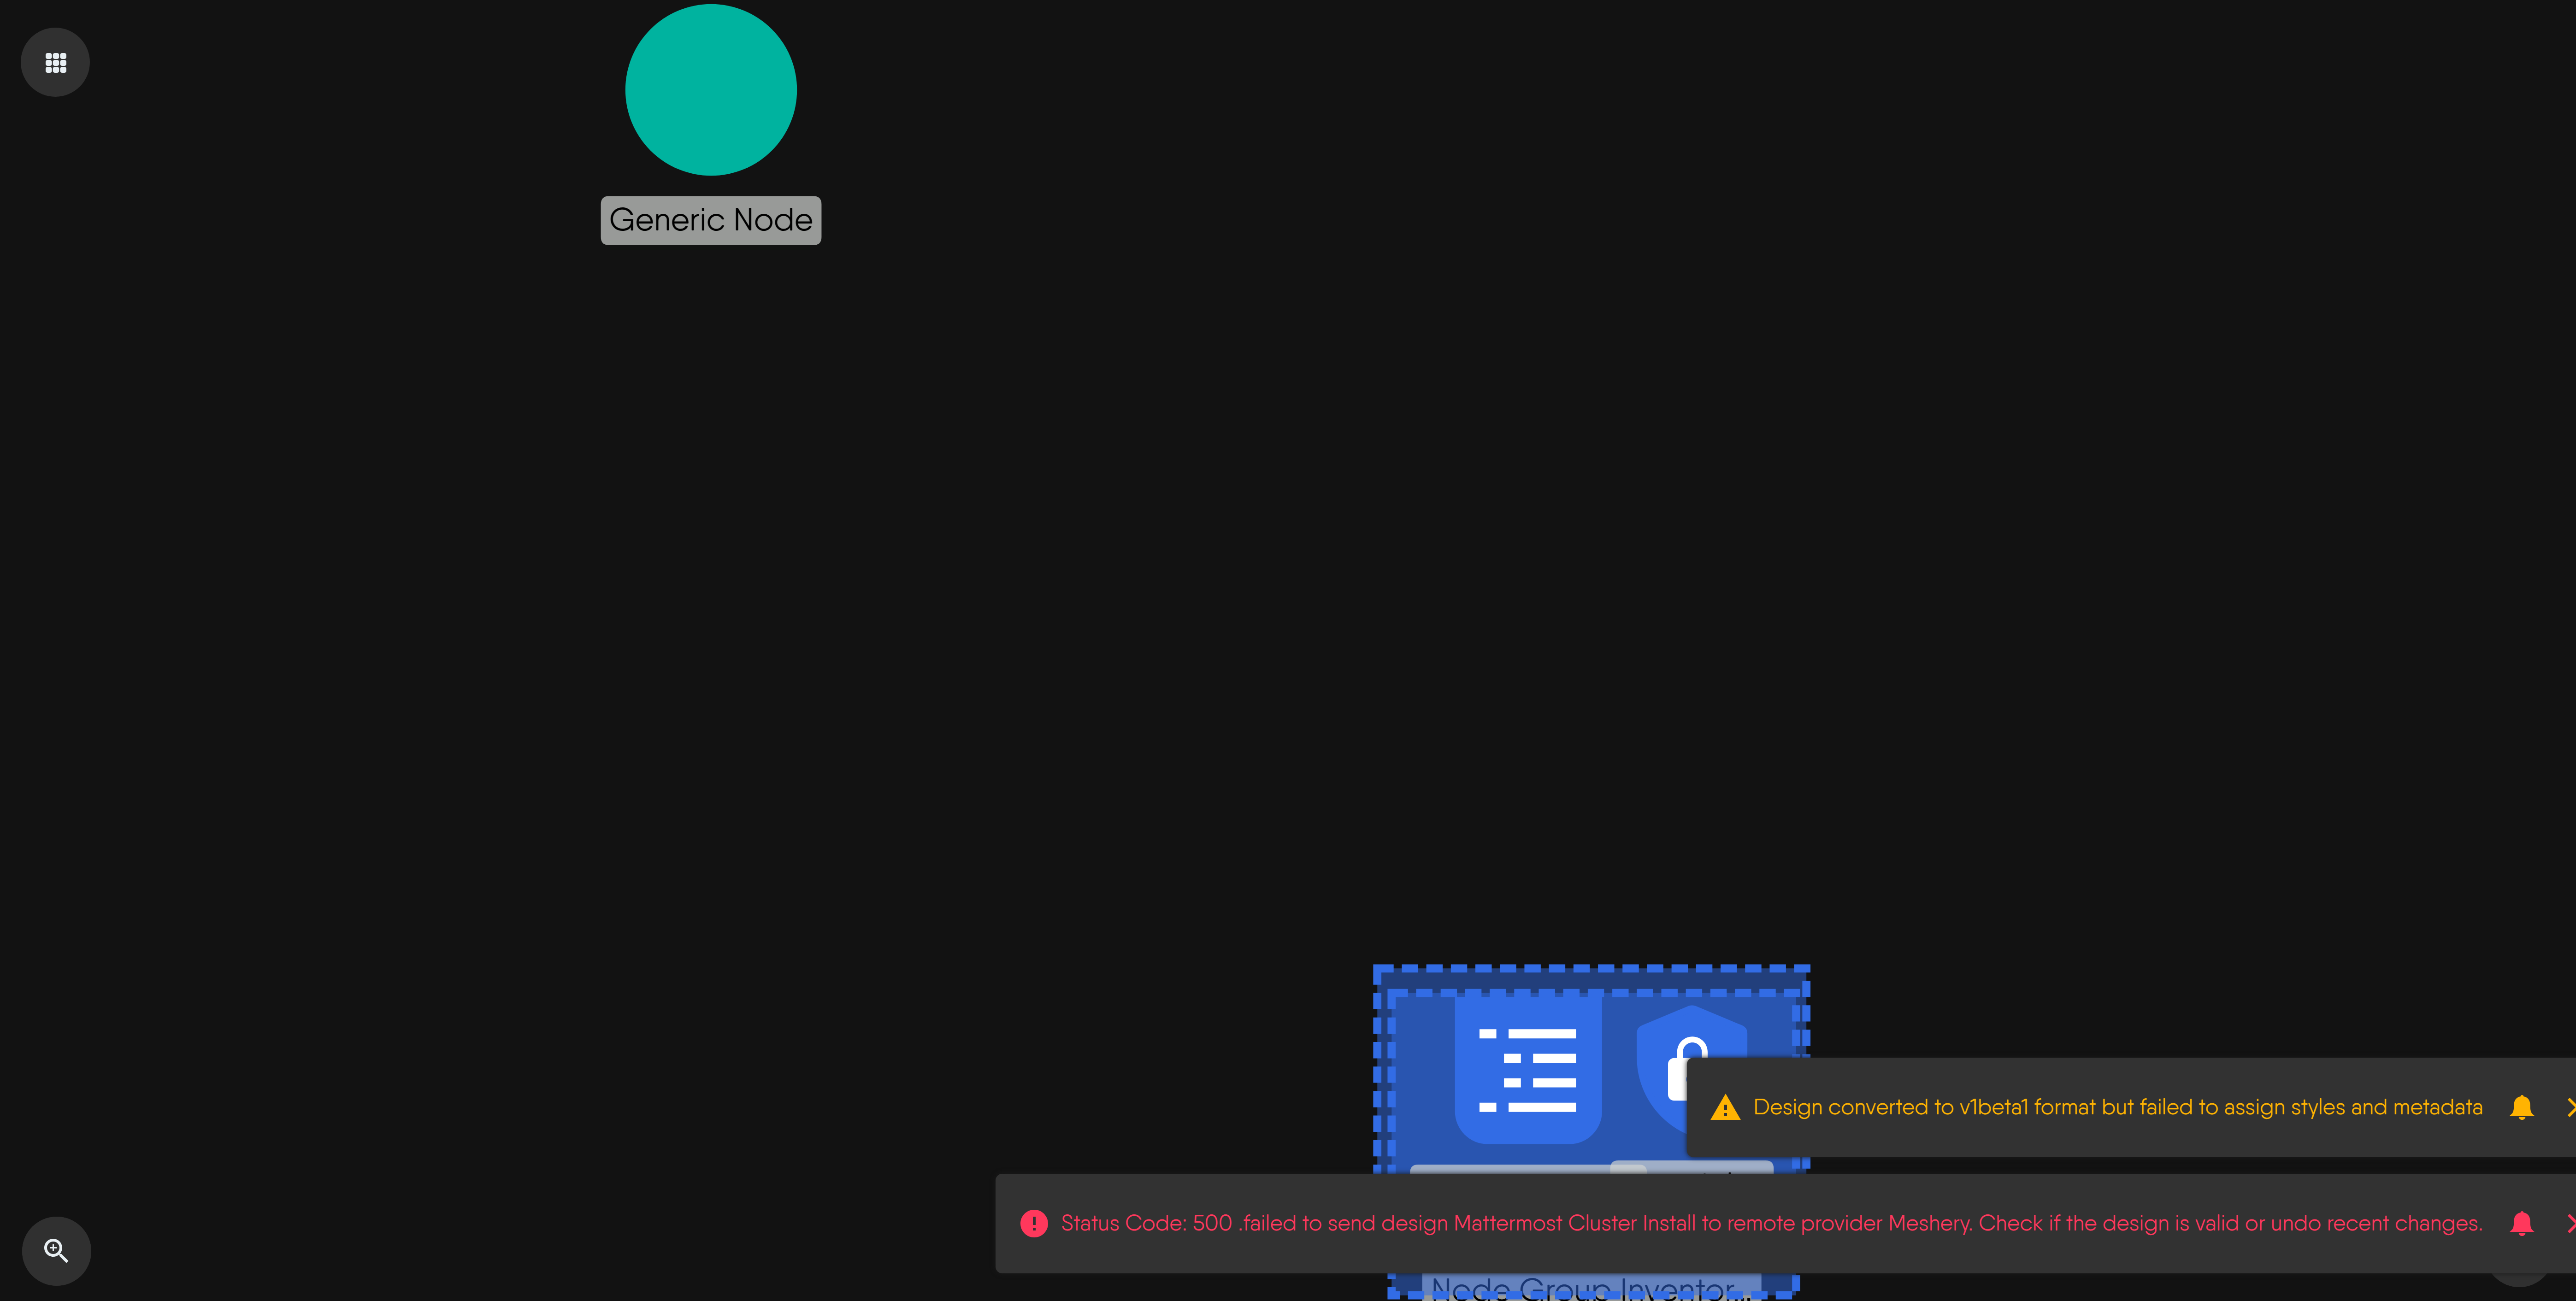 Generic Node
Design converted to v1beta1 format but failed to assign styles and metadata
Status Code: 500 .failed to send design Mattermost Cluster Install to remote provider Meshery. Check if the design is valid or undo recent changes.
Node Group Inventor...